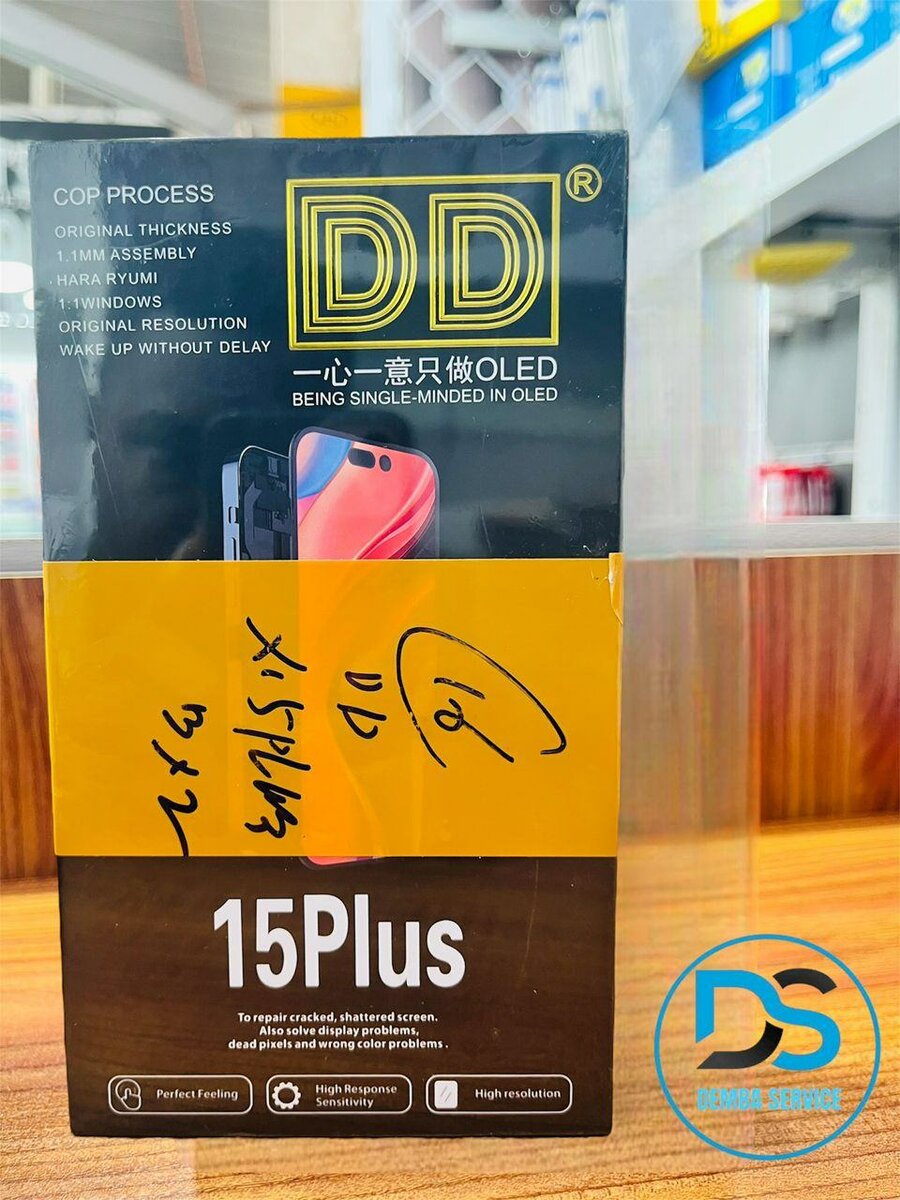 COP PROCESS
ORIGINAL THICKNESS
1.1MM ASSEMBLY
HARA RYUMI
1:1WINDOWS
ORIGINAL RESOLUTION
WAKE UP WITHOUT DELAY
DD®
一心一意只做OLED
BEING SINGLE-MINDED IN OLED
15Plus
To repair cracked, shattered screen.
Also solve display problems,
dead pixels and wrong color problems .
Perfect Feeling
High Response
Sensitivity
High resolution
DS
DEMBA SERVICE